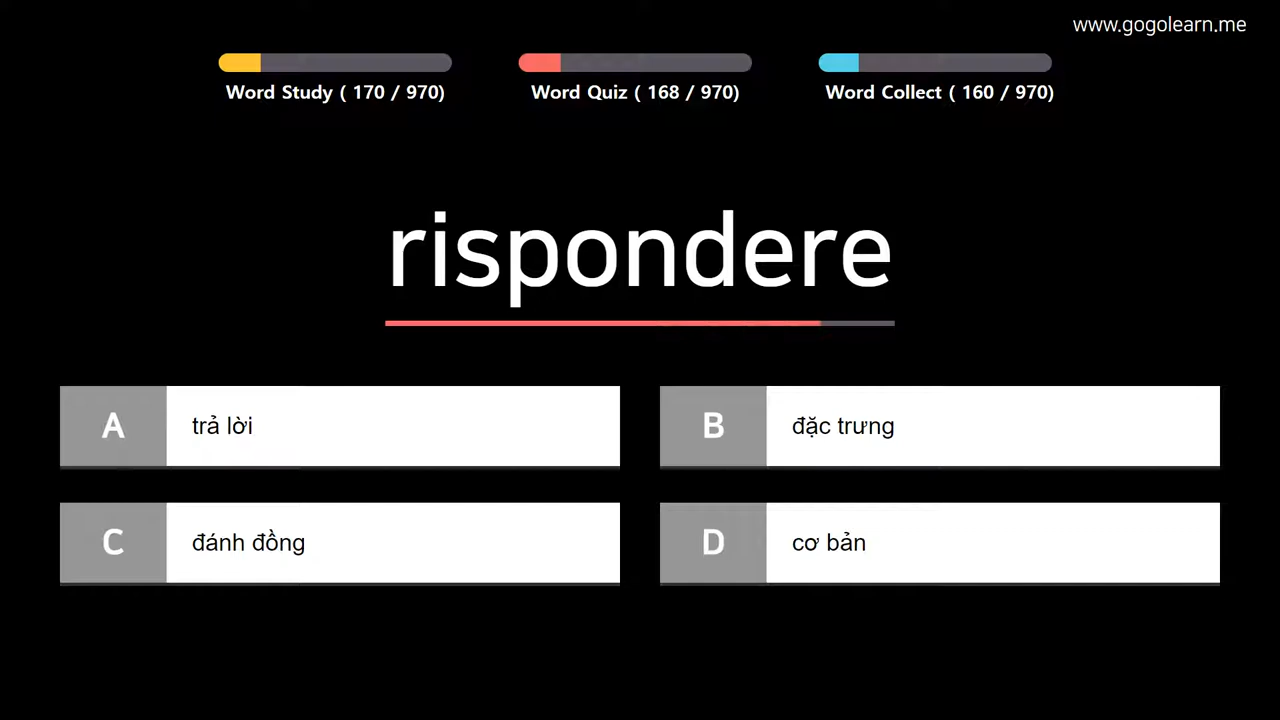 www.gogolearn.me
Word Study ( 170 / 970)
Word Quiz ( 168 / 970)
Word Collect ( 160 / 970)
rispondere
A trả lời
B đặc trưng
C đánh đồng
D cơ bản